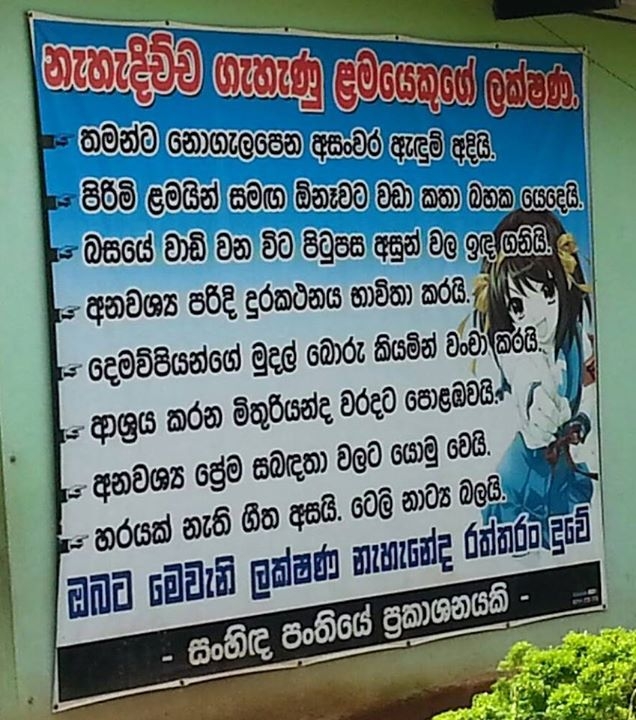 නැහැදිච්ච ගැහැණු ළමයෙකුගේ ලක්ෂණ.
තමන්ට නොගැලපෙන අසංවර ඇඳුම් අදියි.
පිරිමි ළමයින් සමඟ ඕනෑවට වඩා කතා බහක යෙදෙයි.
බසයේ වාඩි වන විට පිටුපස අසුන් වල ඉඳ ගනියි.
අනවශ්‍ය පරිදි දුරකථනය භාවිතා කරයි.
දෙමව්පියන්ගේ මුදල් බොරු කියමින් වංචා කරයි.
ආශ්‍රය කරන මිතුරියන්ද වරදට පොළඹවයි.
අනවශ්‍ය ප්‍රේම සබඳතා වලට යොමු වෙයි.
හරයක් නැති ගීත අසයි. ටෙලි නාට්‍ය බලයි.
ඔබට මෙවැනි ලක්ෂණ නැහැනේද රත්තරං දුවේ
- සංහිඳ පංතියේ ප්‍රකාශනයකි -